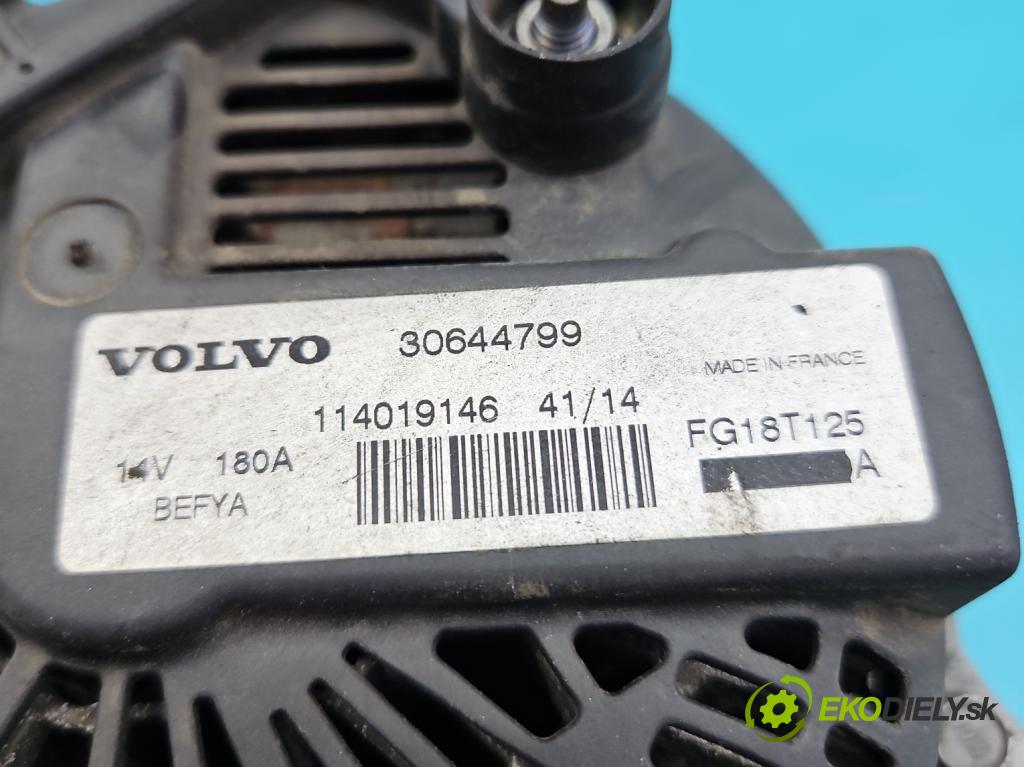 VOLVO 30644799
MADE IN FRANCE
114019146 41/14
FG18T125
14V 180A
A
BEFYA
EKODIELY.sk